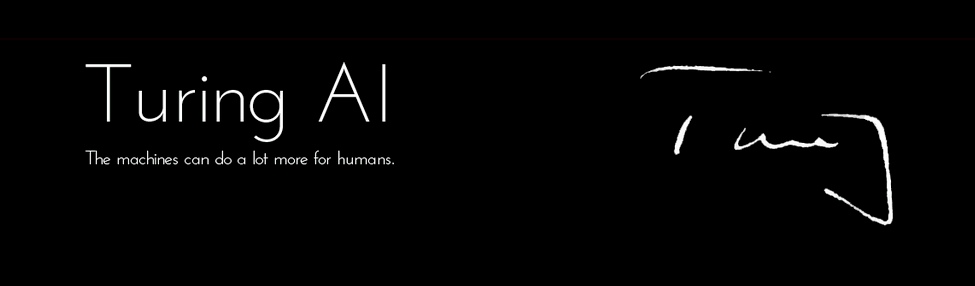 Turing AI
The machines can do a lot more for humans.